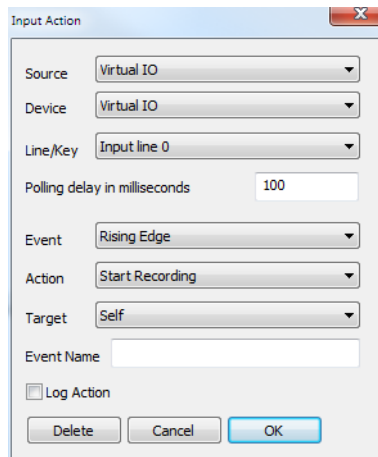 Input Action
Source Virtual IO
Device Virtual IO
Line/Key Input line 0
Polling delay in milliseconds 100
Event Rising Edge
Action Start Recording
Target Self
Event Name
Log Action
Delete Cancel OK